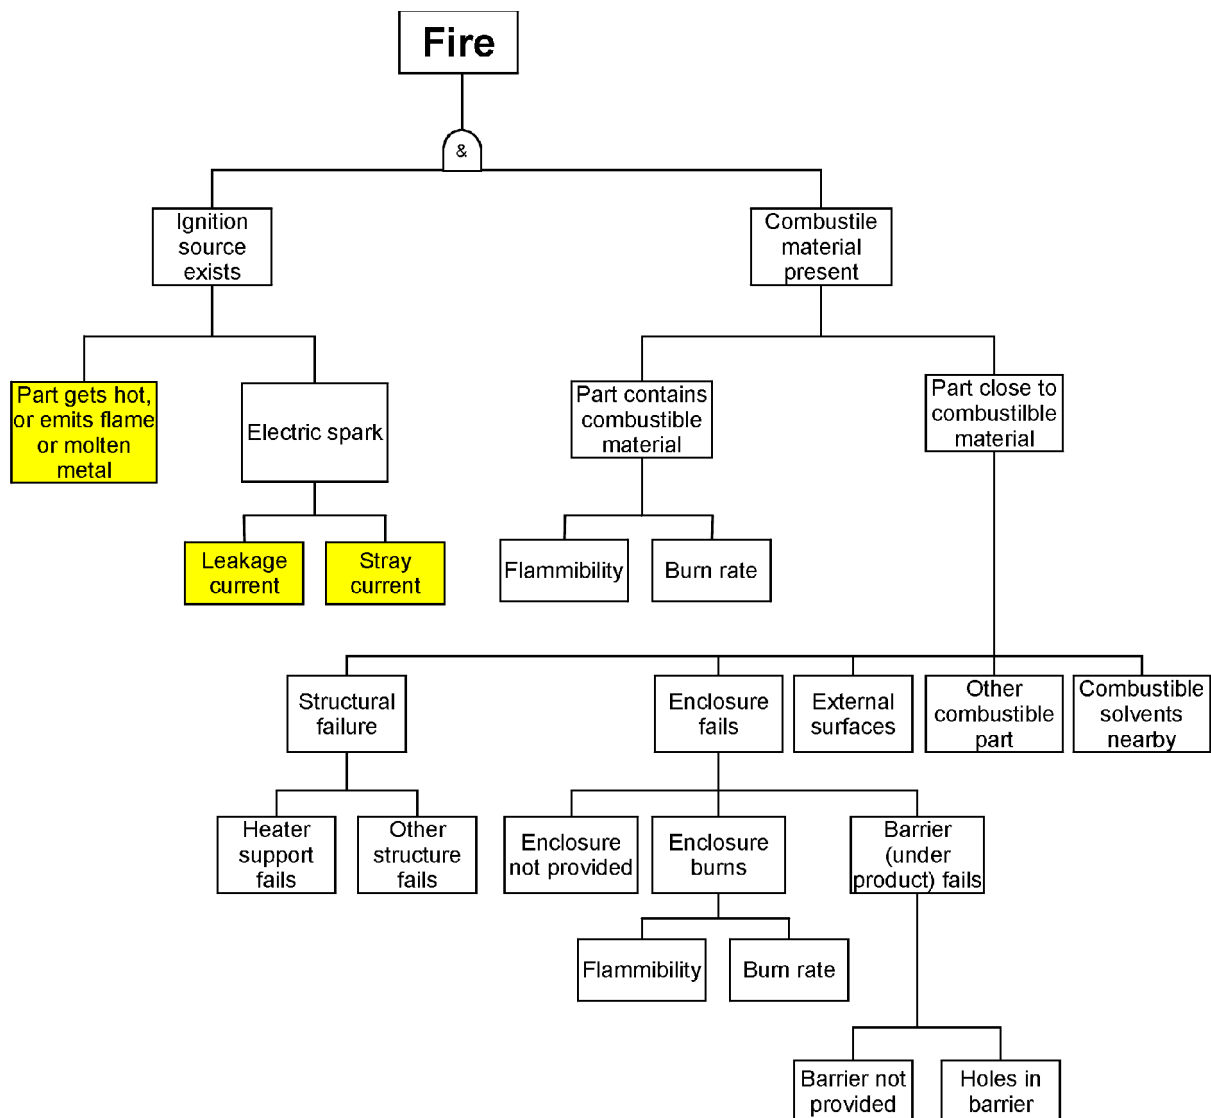 Fire
&
Ignition
source
exists
Combustile
material
present
Part gets hot,
or emits flame
or molten
metal
Electric spark
Part contains
combustible
material
Part close to
combustilble
material
Leakage
current
Stray
current
Flammibility
Burn rate
Structural
failure
Enclosure
fails
External
surfaces
Other
combustible
part
Combustible
solvents
nearby
Heater
support
fails
Other
structure
fails
Enclosure
not provided
Enclosure
burns
Barrier
(under
product) fails
Flammibility
Burn rate
Barrier not
provided
Holes in
barrier